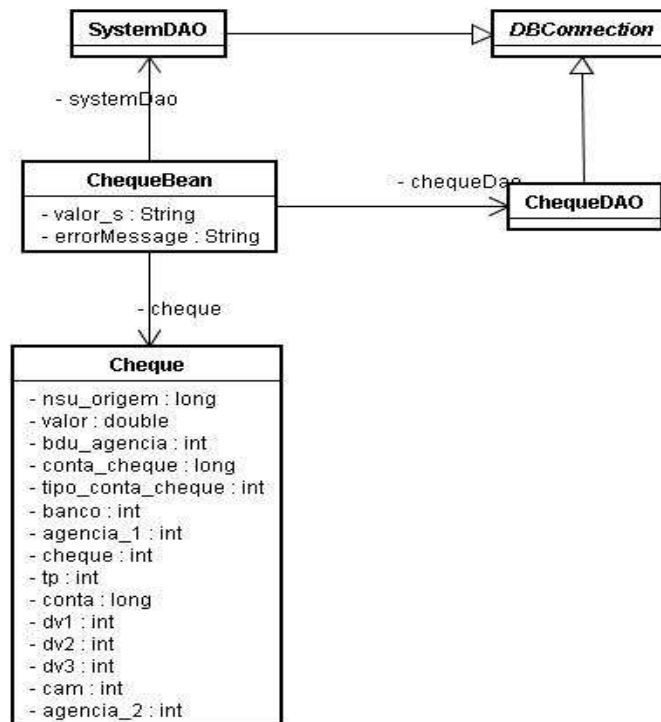 SystemDAO
DBConnection
- systemDao
ChequeBean
- valor_s : String
- errorMessage : String
- chequeDao
ChequeDAO
- cheque
Cheque
- nsu_origem : long
- valor : double
- bdu_agencia : int
- conta_cheque : long
- tipo_conta_cheque : int
- banco : int
- agencia_1 : int
- cheque : int
- tp : int
- conta : long
- dv1 : int
- dv2 : int
- dv3 : int
- cam : int
- agencia_2 : int